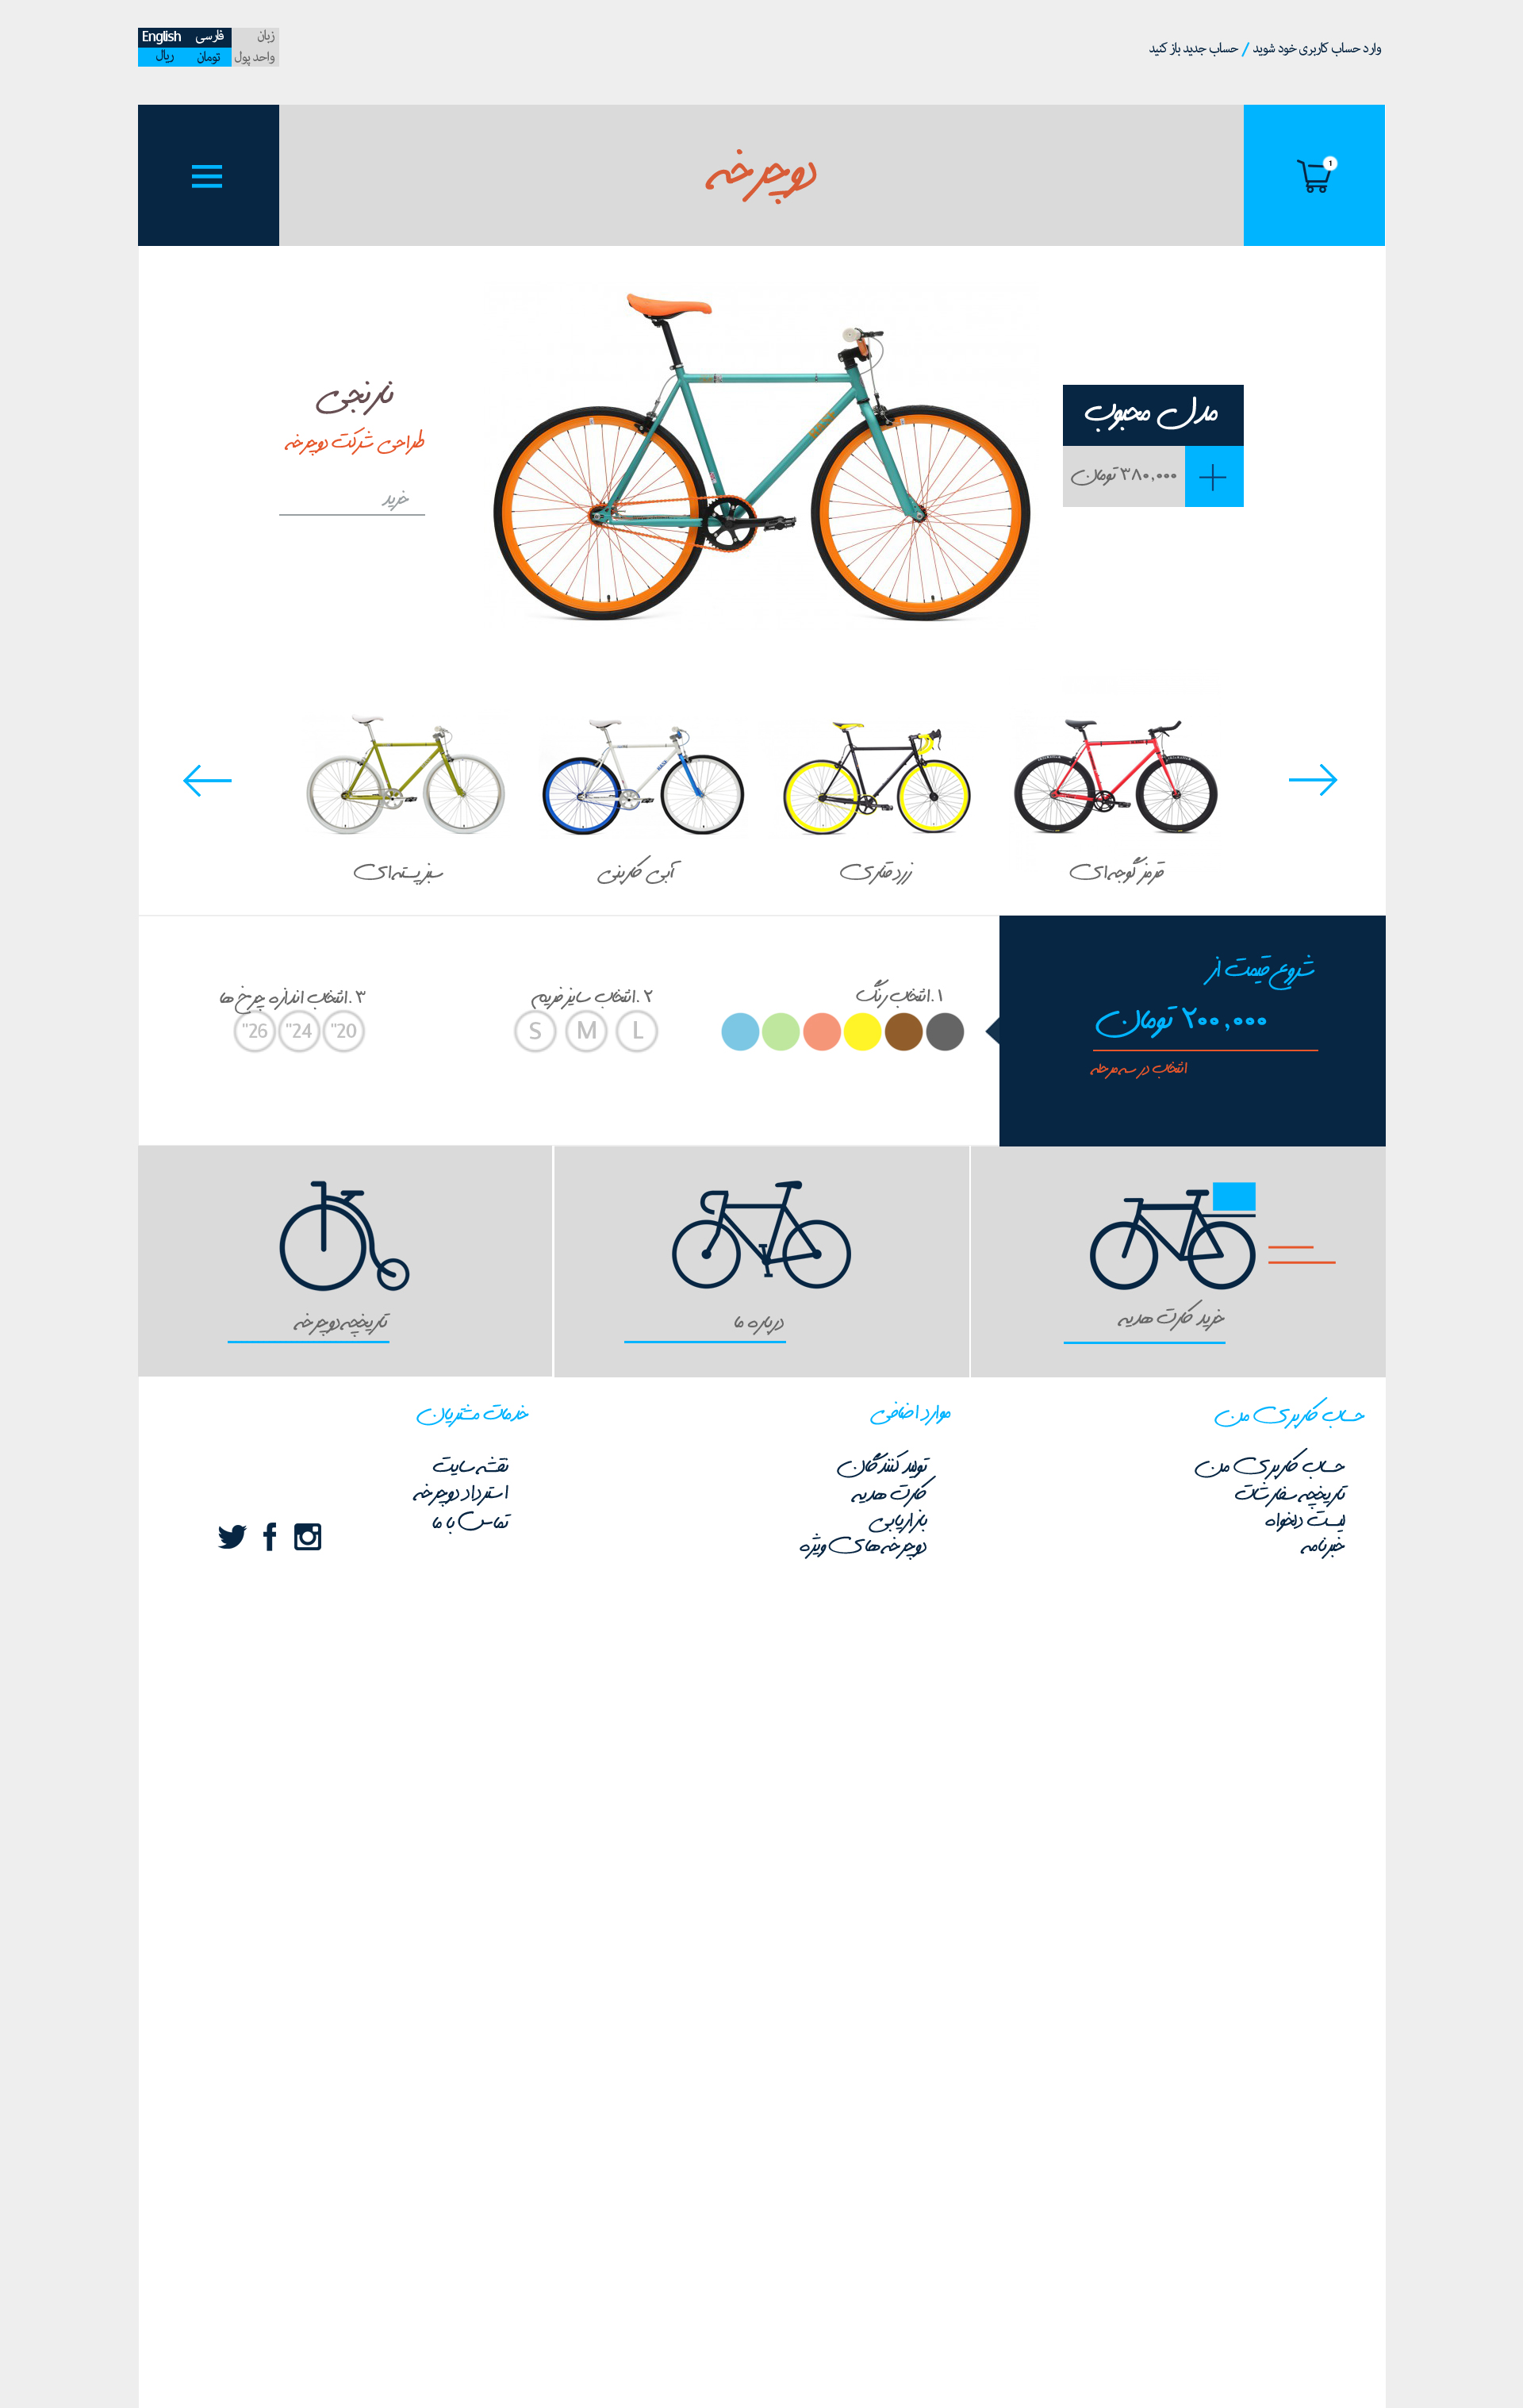 وارد حساب کاربری خود شوید / حساب جدید باز کنید
زبان فارسی English
واحد پول تومان ریال
1
دوچرخه
مدل محبوب
۳۸۰,۰۰۰ تومان
نارنجی
طراحی شرکت دوچرخه
خرید
قرمز گوجه‌ای
زرد قناری
آبی کاربنی
سبز پسته‌ای
شروع قیمت از
۲۰۰,۰۰۰ تومان
انتخاب در سه مرحله
۱.انتخاب رنگ
۲.انتخاب سایز فریم
L M S
۳.انتخاب اندازه چرخ ها
20" 24" 26"
خرید کارت هدیه
درباره ما
تاریخچه دوچرخه
حساب کاربری من
حساب کاربری من
تاریخچه سفارشات
لیست دلخواه
خبرنامه
موارد اضافی
تولید کنندگان
کارت هدیه
بازاریابی
دوچرخه‌های ویژه
خدمات مشتریان
نقشه سایت
استرداد دوچرخه
تماس با ما